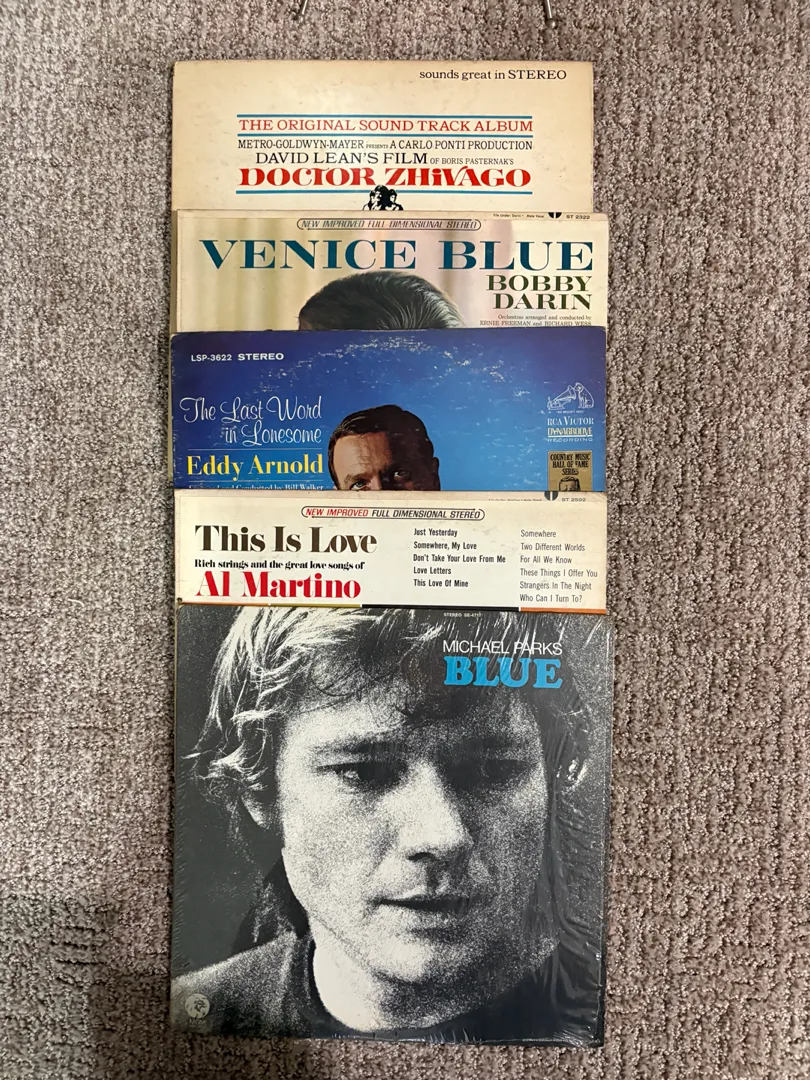 sounds great in STEREO
THE ORIGINAL SOUND TRACK ALBUM
METRO-GOLDWYN-MAYER PRESENTS A CARLO PONTI PRODUCTION
DAVID LEAN'S FILM OF BORIS PASTERNAK'S
DOCTOR ZHiVAGO
ST 2322
NEW IMPROVED FULL DIMENSIONAL STEREO
VENICE BLUE
BOBBY
DARIN
Orchestras arranged and conducted by
ERNIE FREEMAN and RICHARD WESS
LSP-3622 STEREO
The Last Word
in Lonesome
Eddy Arnold
RCA VICTOR
DYNAGROOVE
RECORDING
COUNTRY MUSIC
HALL OF FAME
SERIES
ST 2592
NEW IMPROVED FULL DIMENSIONAL STEREO
This Is Love
Rich strings and the great love songs of
Al Martino
Just Yesterday
Somewhere, My Love
Don't Take Your Love From Me
Love Letters
This Love Of Mine
Somewhere
Two Different Worlds
For All We Know
These Things I Offer You
Strangers In The Night
Who Can I Turn To?
MICHAEL PARKS
BLUE